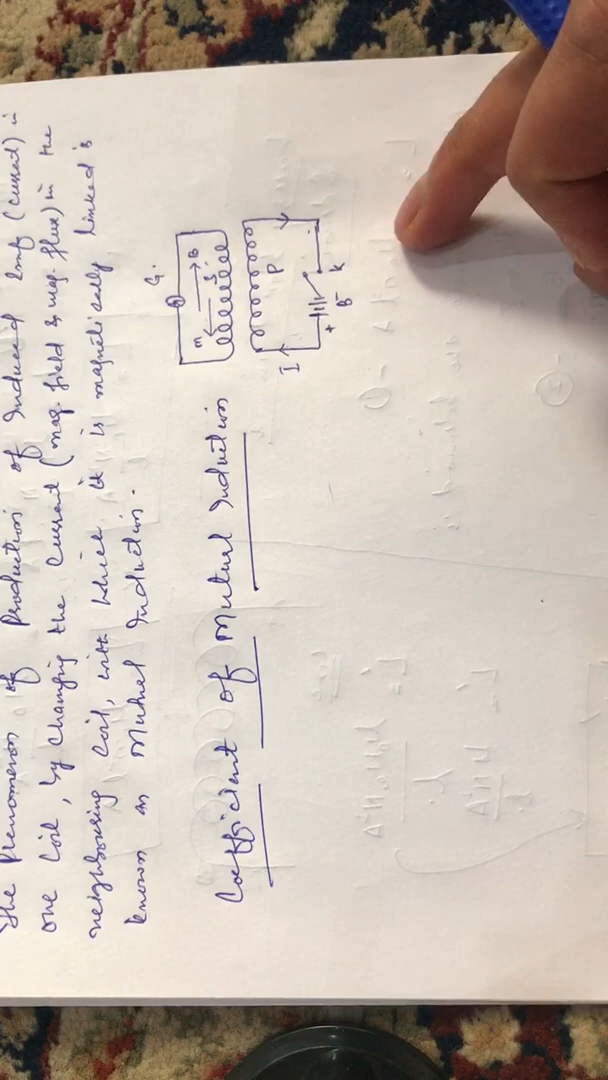 The Phenomenon of Production of Induced emf (current) in
one coil, by changing the current (mag. field & mag. flux) in the
neighbouring coil, with which it is magnetically linked is
known as Mutual Induction.
G.
m
B
S
P
I
+
B-
K
Coefficient of Mutual Induction